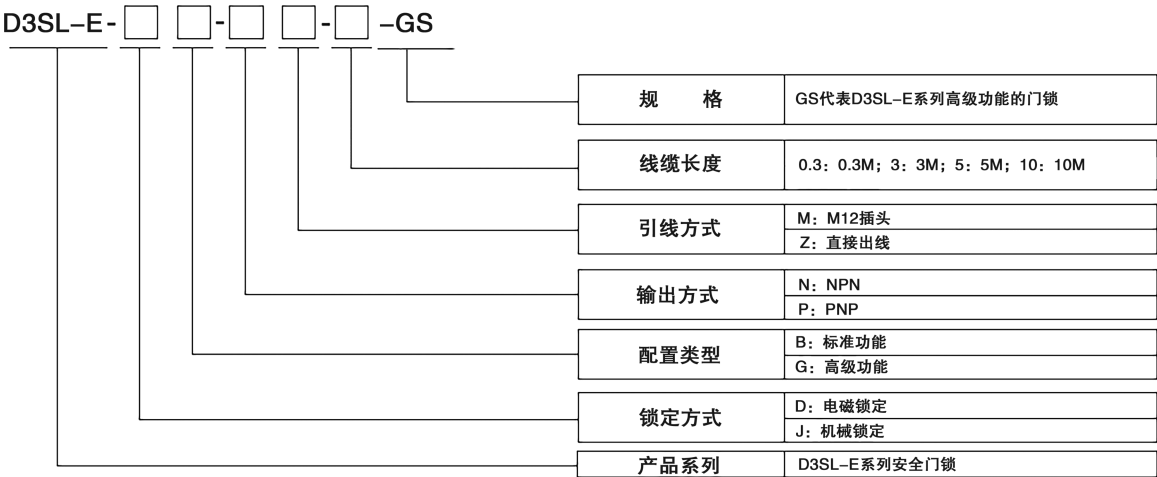 D3SL-E-□ □-□ □-□ -GS
规 格 GS代表D3SL-E系列高级功能的门锁
线缆长度 0.3：0.3M；3：3M；5：5M；10：10M
引线方式 M：M12插头
Z：直接出线
输出方式 N：NPN
P：PNP
配置类型 B：标准功能
G：高级功能
锁定方式 D：电磁锁定
J：机械锁定
产品系列 D3SL-E系列安全门锁